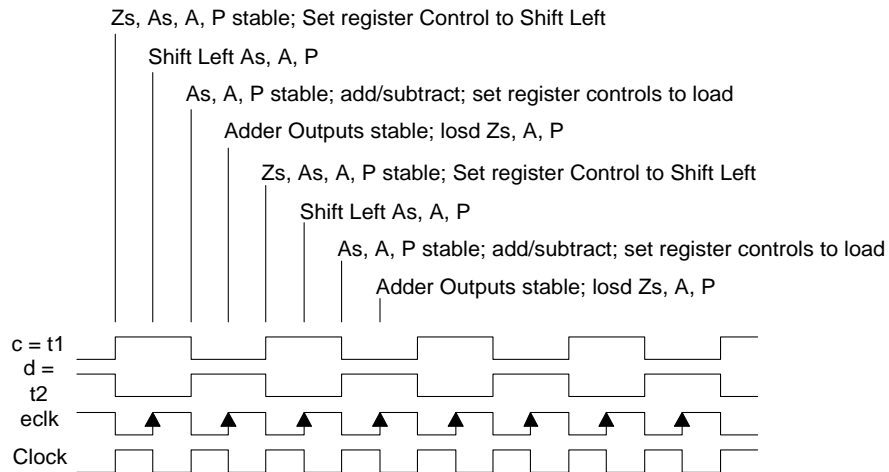 Zs, As, A, P stable; Set register Control to Shift Left
Shift Left As, A, P
As, A, P stable; add/subtract; set register controls to load
Adder Outputs stable; losd Zs, A, P
Zs, As, A, P stable; Set register Control to Shift Left
Shift Left As, A, P
As, A, P stable; add/subtract; set register controls to load
Adder Outputs stable; losd Zs, A, P
c = t1
d =
t2
eclk
Clock